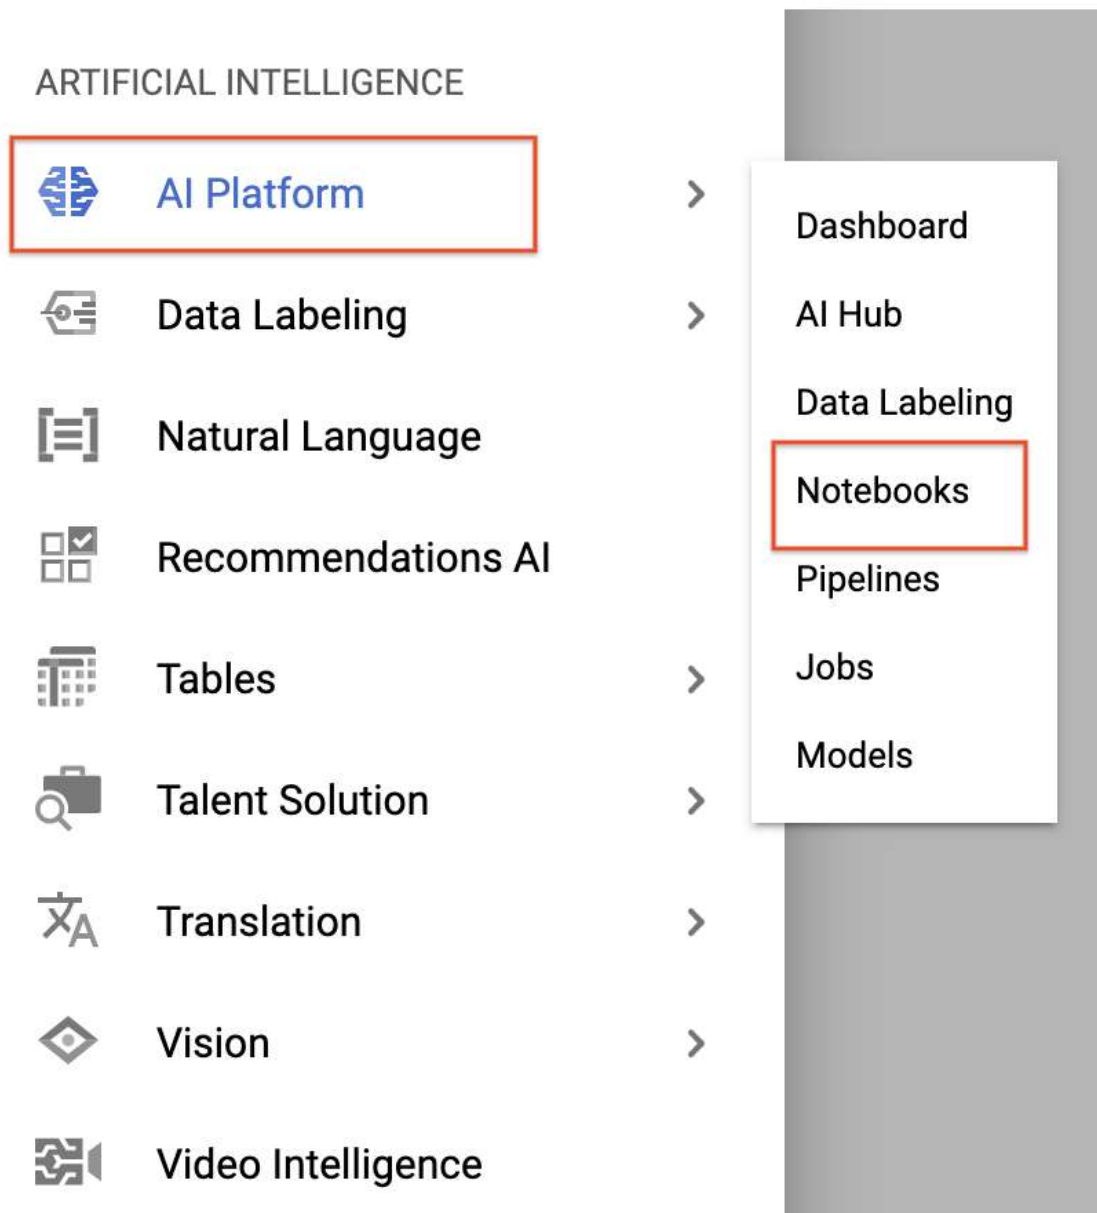 ARTIFICIAL INTELLIGENCE
AI Platform
Data Labeling
Natural Language
Recommendations AI
Tables
Talent Solution
Translation
Vision
Video Intelligence
Dashboard
AI Hub
Data Labeling
Notebooks
Pipelines
Jobs
Models